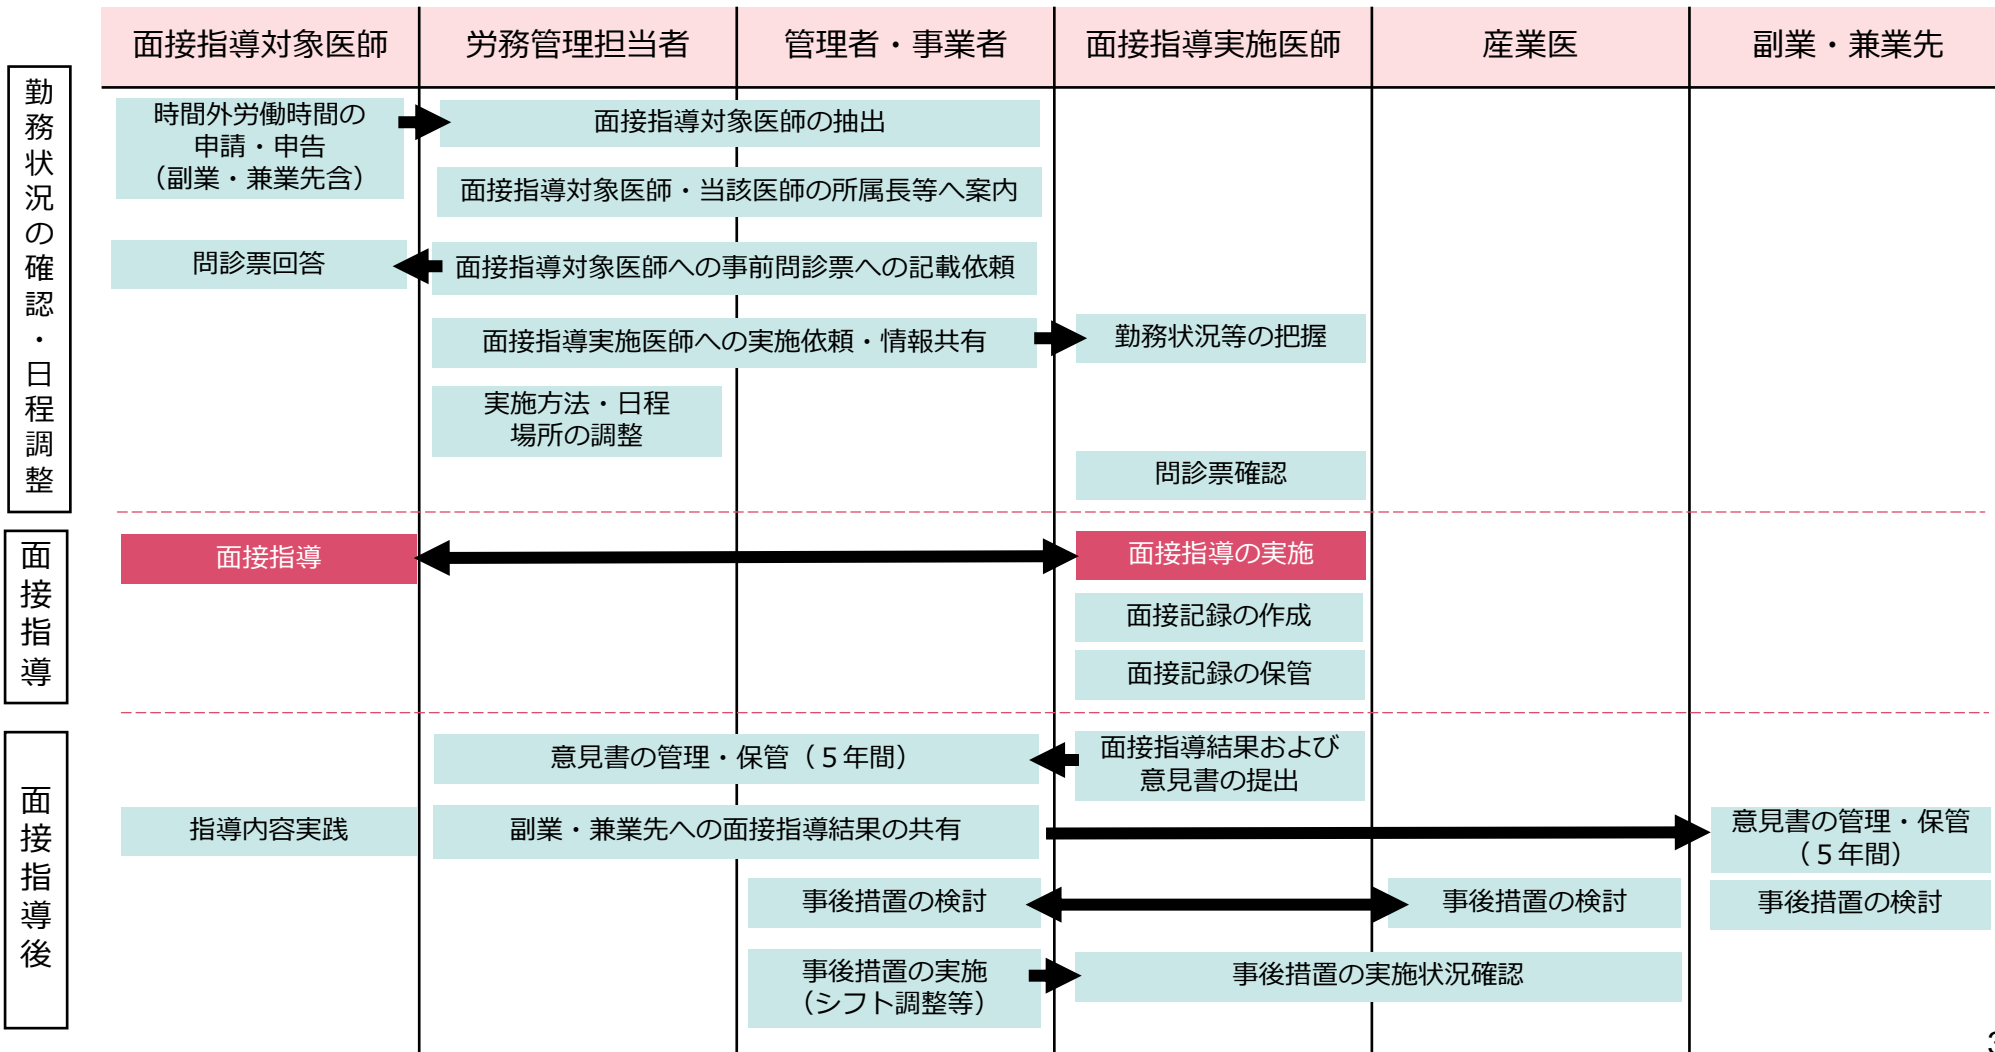 面接指導対象医師
労務管理担当者
管理者・事業者
面接指導実施医師
産業医
副業・兼業先
勤務状況の確認・日程調整
時間外労働時間の
申請・申告
（副業・兼業先含）
面接指導対象医師の抽出
面接指導対象医師・当該医師の所属長等へ案内
問診票回答
面接指導対象医師への事前問診票への記載依頼
面接指導実施医師への実施依頼・情報共有
勤務状況等の把握
実施方法・日程
場所の調整
問診票確認
面接指導
面接指導
面接指導の実施
面接記録の作成
面接記録の保管
面接指導後
意見書の管理・保管（５年間）
面接指導結果および
意見書の提出
指導内容実践
副業・兼業先への面接指導結果の共有
意見書の管理・保管
（５年間）
事後措置の検討
事後措置の検討
事後措置の検討
事後措置の実施
（シフト調整等）
事後措置の実施状況確認